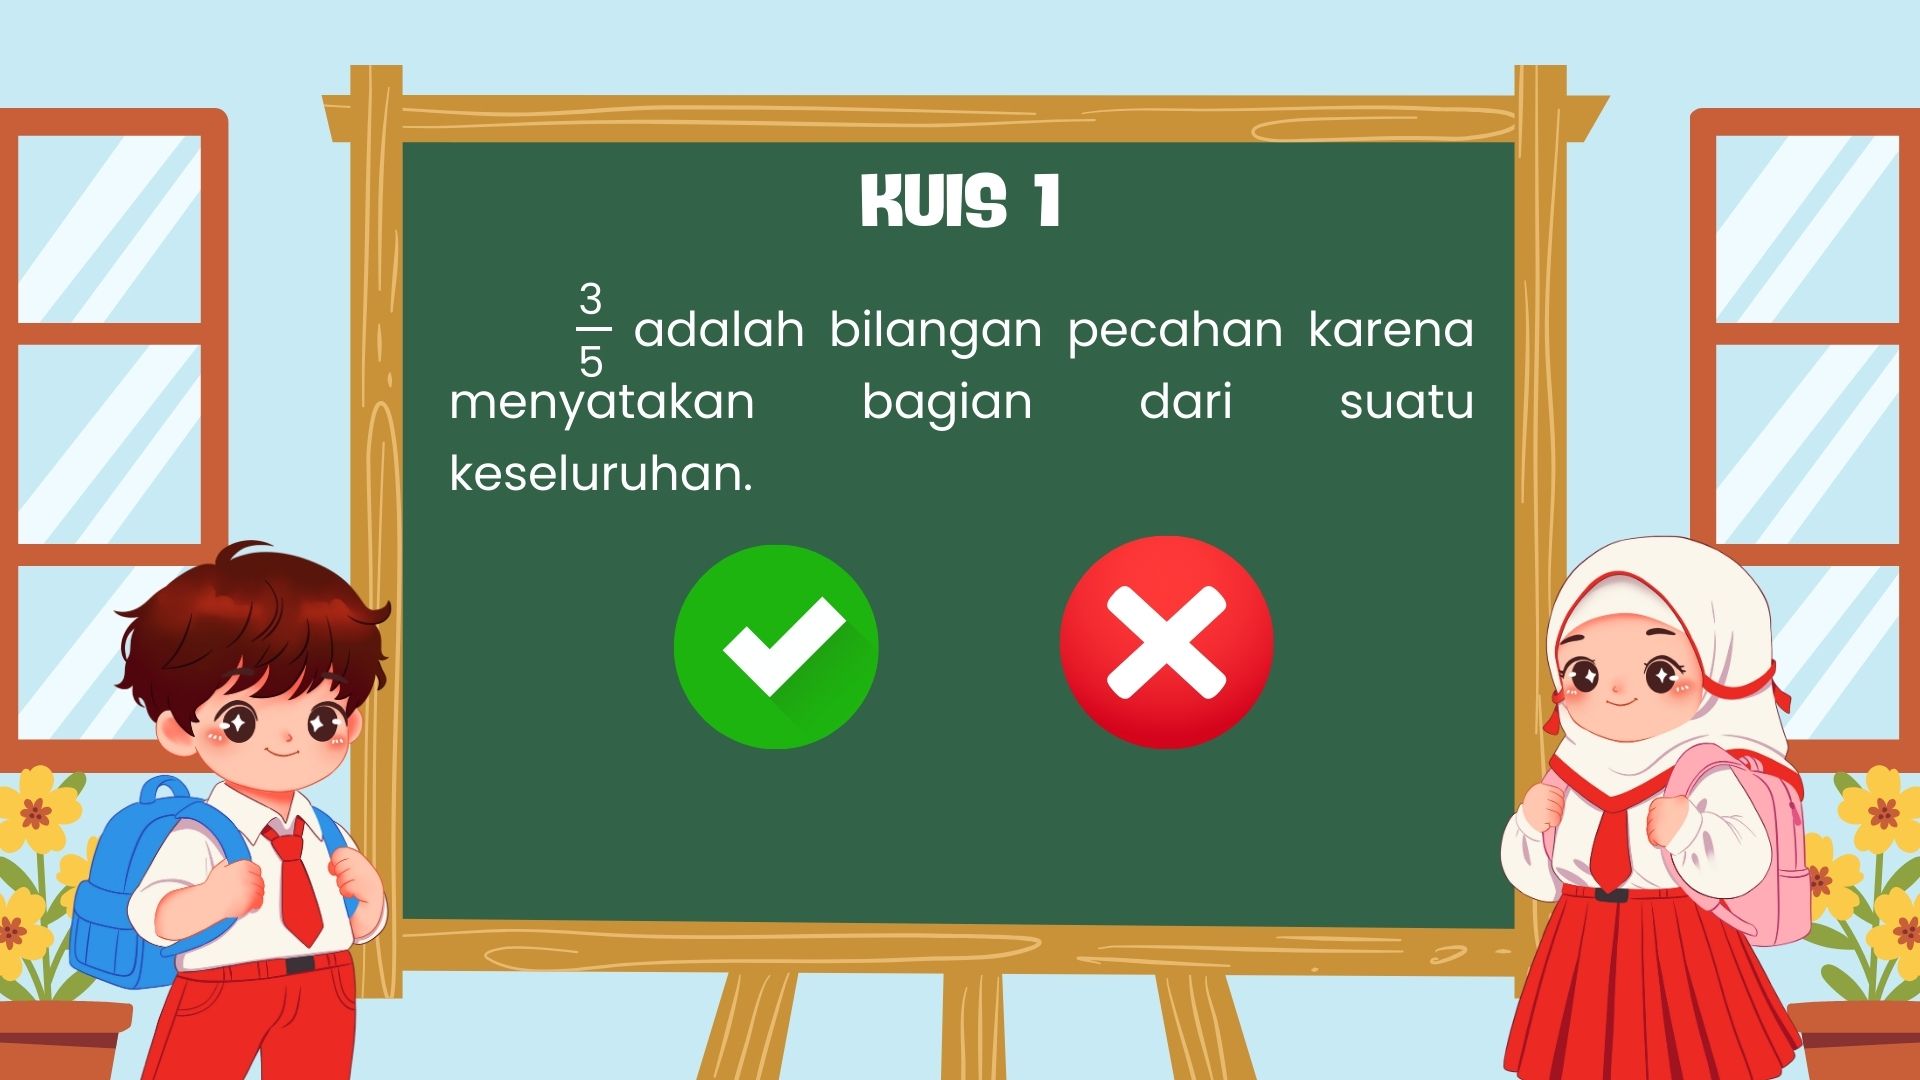 KUIS 1
3/5 adalah bilangan pecahan karena
menyatakan bagian dari suatu
keseluruhan.